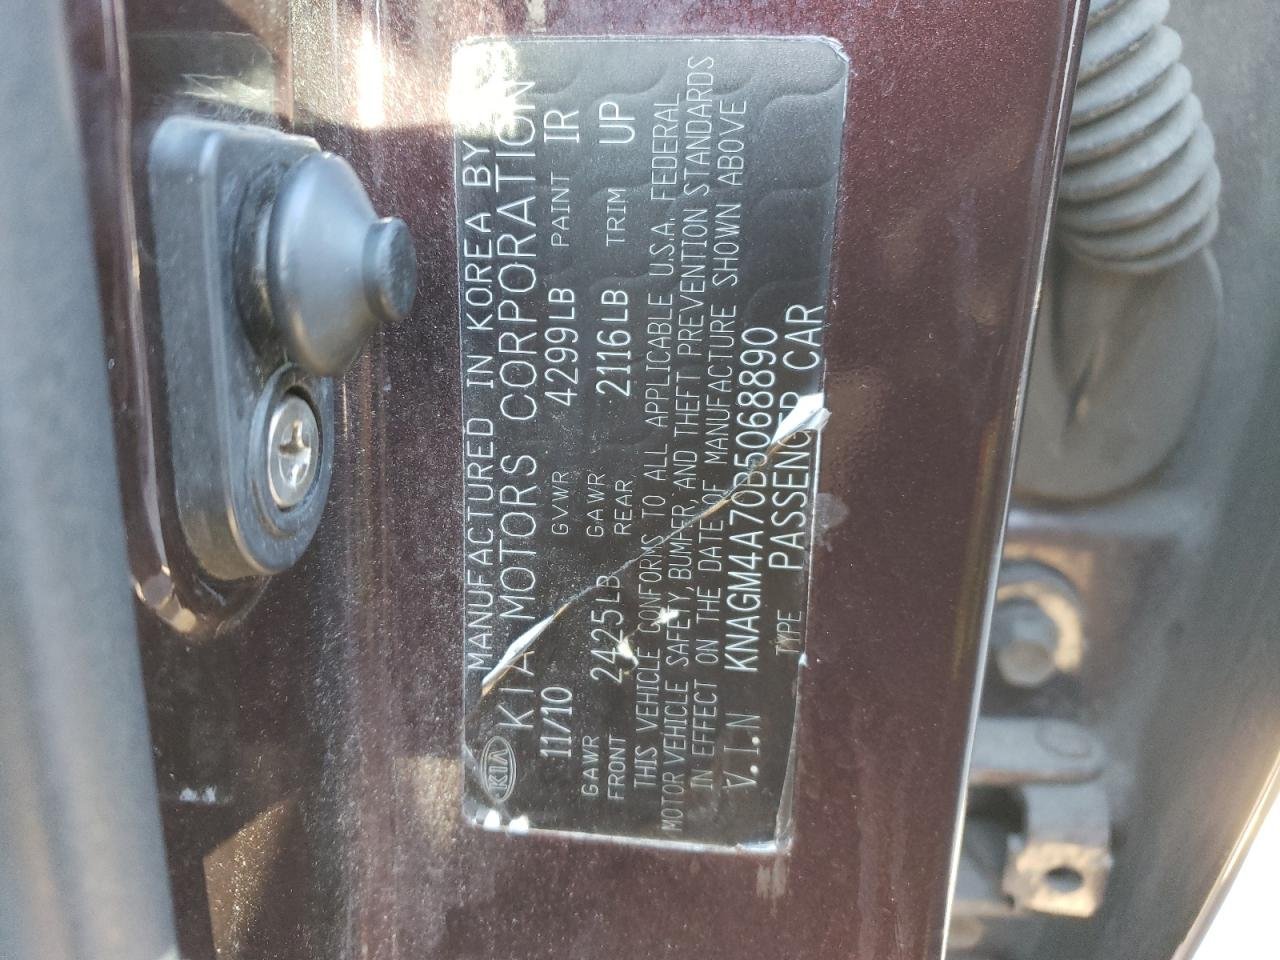 MANUFACTURED IN KOREA BY
KIA KIA MOTORS CORPORATION
11/10 GVWR 4299LB PAINT IR
GAWR FRONT 2425LB GAWR REAR 2116LB TRIM UP
THIS VEHICLE CONFORMS TO ALL APPLICABLE U.S.A. FEDERAL
MOTOR VEHICLE SAFETY, BUMPER, AND THEFT PREVENTION STANDARDS
IN EFFECT ON THE DATE OF MANUFACTURE SHOWN ABOVE
V.I.N KNAGM4A70B5068890
TYPE PASSENGER CAR